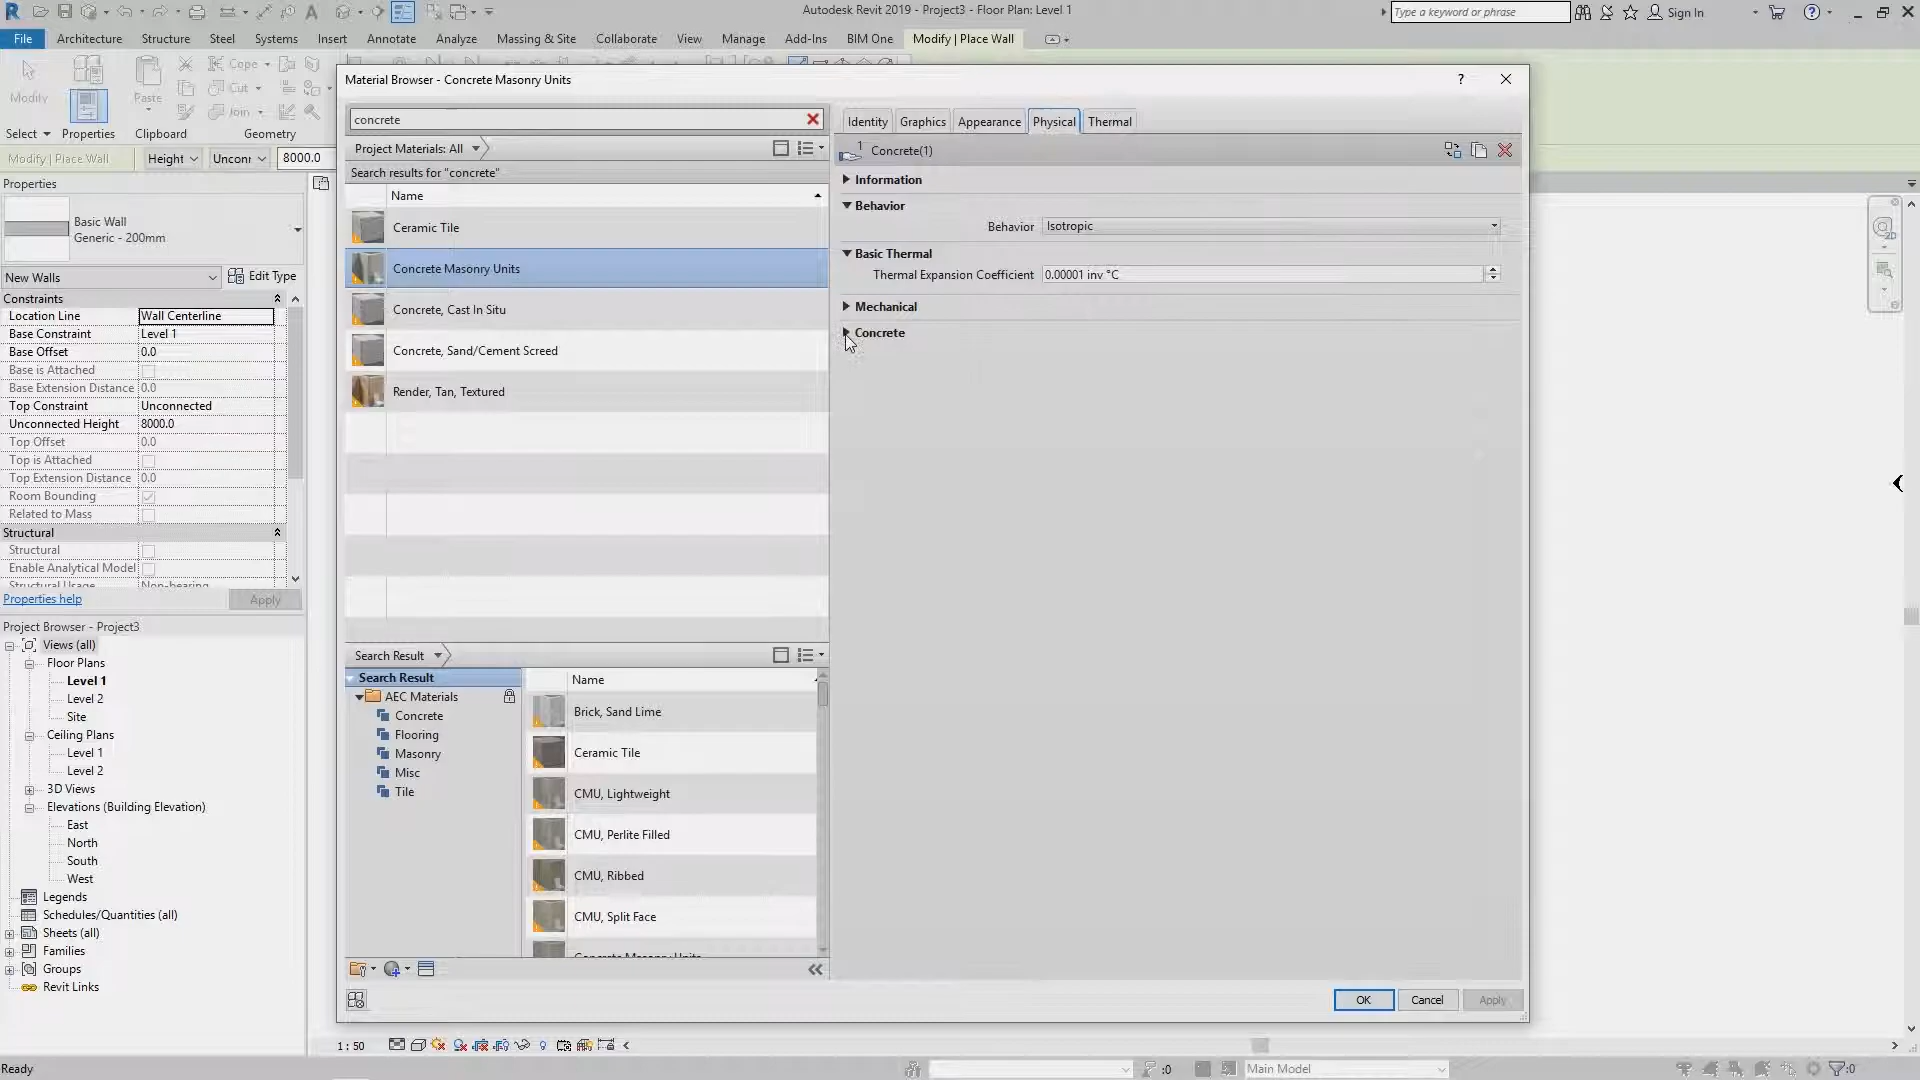 Autodesk Revit 2019 - Project3 - Floor Plan: Level 1
Type a keyword or phrase
Sign In
File Architecture Structure Steel Systems Insert Annotate Analyze Massing & Site Collaborate View Manage Add-Ins BIM One Modify | Place Wall
Modify
Paste
Cope
Cut
Join
Select Properties Clipboard Geometry
Modify | Place Wall Height Unconr 8000.0
Properties
Basic Wall
Generic - 200mm
New Walls Edit Type
Constraints
Location Line Wall Centerline
Base Constraint Level 1
Base Offset 0.0
Base is Attached
Base Extension Distance 0.0
Top Constraint Unconnected
Unconnected Height 8000.0
Top Offset 0.0
Top is Attached
Top Extension Distance 0.0
Room Bounding
Related to Mass
Structural
Structural
Enable Analytical Model
Structural Usage Non-bearing
Properties help Apply
Project Browser - Project3
Views (all)
Floor Plans
Level 1
Level 2
Site
Ceiling Plans
Level 1
Level 2
3D Views
Elevations (Building Elevation)
East
North
South
West
Legends
Schedules/Quantities (all)
Sheets (all)
Families
Groups
Revit Links
Material Browser - Concrete Masonry Units
?
concrete
Project Materials: All
Search results for "concrete"
Name
Ceramic Tile
Concrete Masonry Units
Concrete, Cast In Situ
Concrete, Sand/Cement Screed
Render, Tan, Textured
Search Result
Search Result
AEC Materials
Concrete
Flooring
Masonry
Misc
Tile
Name
Brick, Sand Lime
Ceramic Tile
CMU, Lightweight
CMU, Perlite Filled
CMU, Ribbed
CMU, Split Face
Concrete Masonry Units
Identity Graphics Appearance Physical Thermal
1 Concrete(1)
Information
Behavior
Behavior Isotropic
Basic Thermal
Thermal Expansion Coefficient 0.00001 inv °C
Mechanical
Concrete
OK Cancel Apply
2D
1 : 50
Ready
:0
Main Model
:0